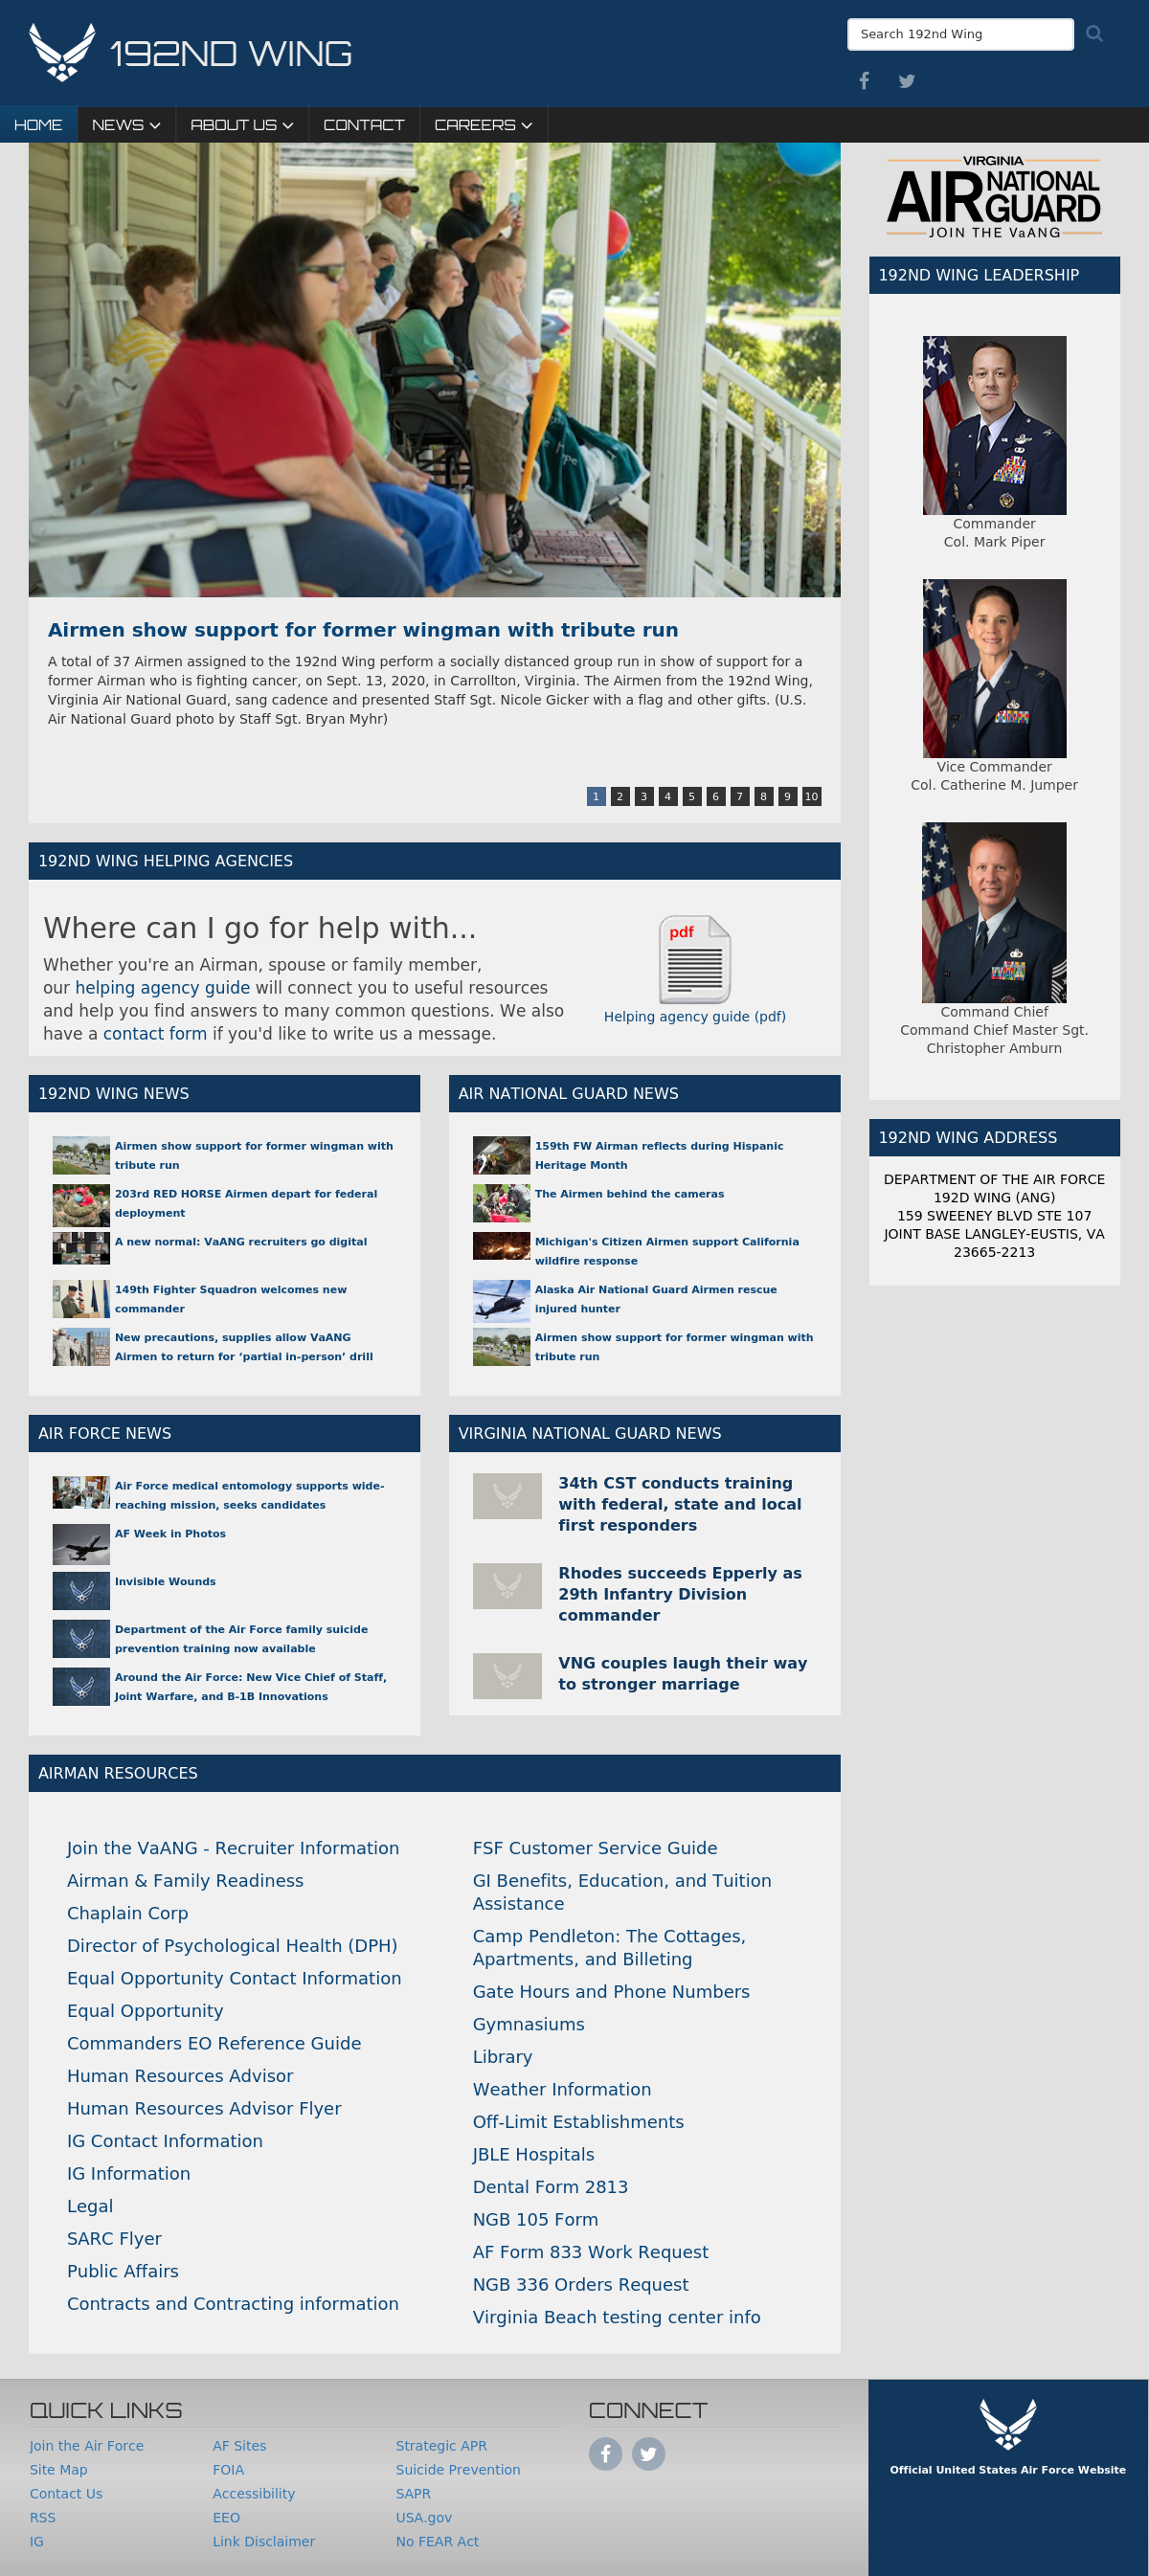 192ND WING
Search 192nd Wing
HOME
NEWS
ABOUT US
CONTACT
CAREERS
Airmen show support for former wingman with tribute run
A total of 37 Airmen assigned to the 192nd Wing perform a socially distanced group run in show of support for a
former Airman who is fighting cancer, on Sept. 13, 2020, in Carrollton, Virginia. The Airmen from the 192nd Wing,
Virginia Air National Guard, sang cadence and presented Staff Sgt. Nicole Gicker with a flag and other gifts. (U.S.
Air National Guard photo by Staff Sgt. Bryan Myhr)
1 2 3 4 5 6 7 8 9 10
192ND WING HELPING AGENCIES
Where can I go for help with...
Whether you're an Airman, spouse or family member,
our helping agency guide will connect you to useful resources
and help you find answers to many common questions. We also
have a contact form if you'd like to write us a message.
pdf
Helping agency guide (pdf)
192ND WING NEWS
Airmen show support for former wingman with
tribute run
203rd RED HORSE Airmen depart for federal
deployment
A new normal: VaANG recruiters go digital
149th Fighter Squadron welcomes new
commander
New precautions, supplies allow VaANG
Airmen to return for ‘partial in-person’ drill
AIR NATIONAL GUARD NEWS
159th FW Airman reflects during Hispanic
Heritage Month
The Airmen behind the cameras
Michigan's Citizen Airmen support California
wildfire response
Alaska Air National Guard Airmen rescue
injured hunter
Airmen show support for former wingman with
tribute run
AIR FORCE NEWS
Air Force medical entomology supports wide-
reaching mission, seeks candidates
AF Week in Photos
Invisible Wounds
Department of the Air Force family suicide
prevention training now available
Around the Air Force: New Vice Chief of Staff,
Joint Warfare, and B-1B Innovations
VIRGINIA NATIONAL GUARD NEWS
34th CST conducts training
with federal, state and local
first responders
Rhodes succeeds Epperly as
29th Infantry Division
commander
VNG couples laugh their way
to stronger marriage
AIRMAN RESOURCES
Join the VaANG - Recruiter Information
Airman & Family Readiness
Chaplain Corp
Director of Psychological Health (DPH)
Equal Opportunity Contact Information
Equal Opportunity
Commanders EO Reference Guide
Human Resources Advisor
Human Resources Advisor Flyer
IG Contact Information
IG Information
Legal
SARC Flyer
Public Affairs
Contracts and Contracting information
FSF Customer Service Guide
GI Benefits, Education, and Tuition
Assistance
Camp Pendleton: The Cottages,
Apartments, and Billeting
Gate Hours and Phone Numbers
Gymnasiums
Library
Weather Information
Off-Limit Establishments
JBLE Hospitals
Dental Form 2813
NGB 105 Form
AF Form 833 Work Request
NGB 336 Orders Request
Virginia Beach testing center info
VIRGINIA
AIR NATIONAL
GUARD
JOIN THE VaANG
192ND WING LEADERSHIP
Commander
Col. Mark Piper
Vice Commander
Col. Catherine M. Jumper
Command Chief
Command Chief Master Sgt.
Christopher Amburn
192ND WING ADDRESS
DEPARTMENT OF THE AIR FORCE
192D WING (ANG)
159 SWEENEY BLVD STE 107
JOINT BASE LANGLEY-EUSTIS, VA
23665-2213
QUICK LINKS
Join the Air Force
Site Map
Contact Us
RSS
IG
AF Sites
FOIA
Accessibility
EEO
Link Disclaimer
Strategic APR
Suicide Prevention
SAPR
USA.gov
No FEAR Act
CONNECT
Official United States Air Force Website